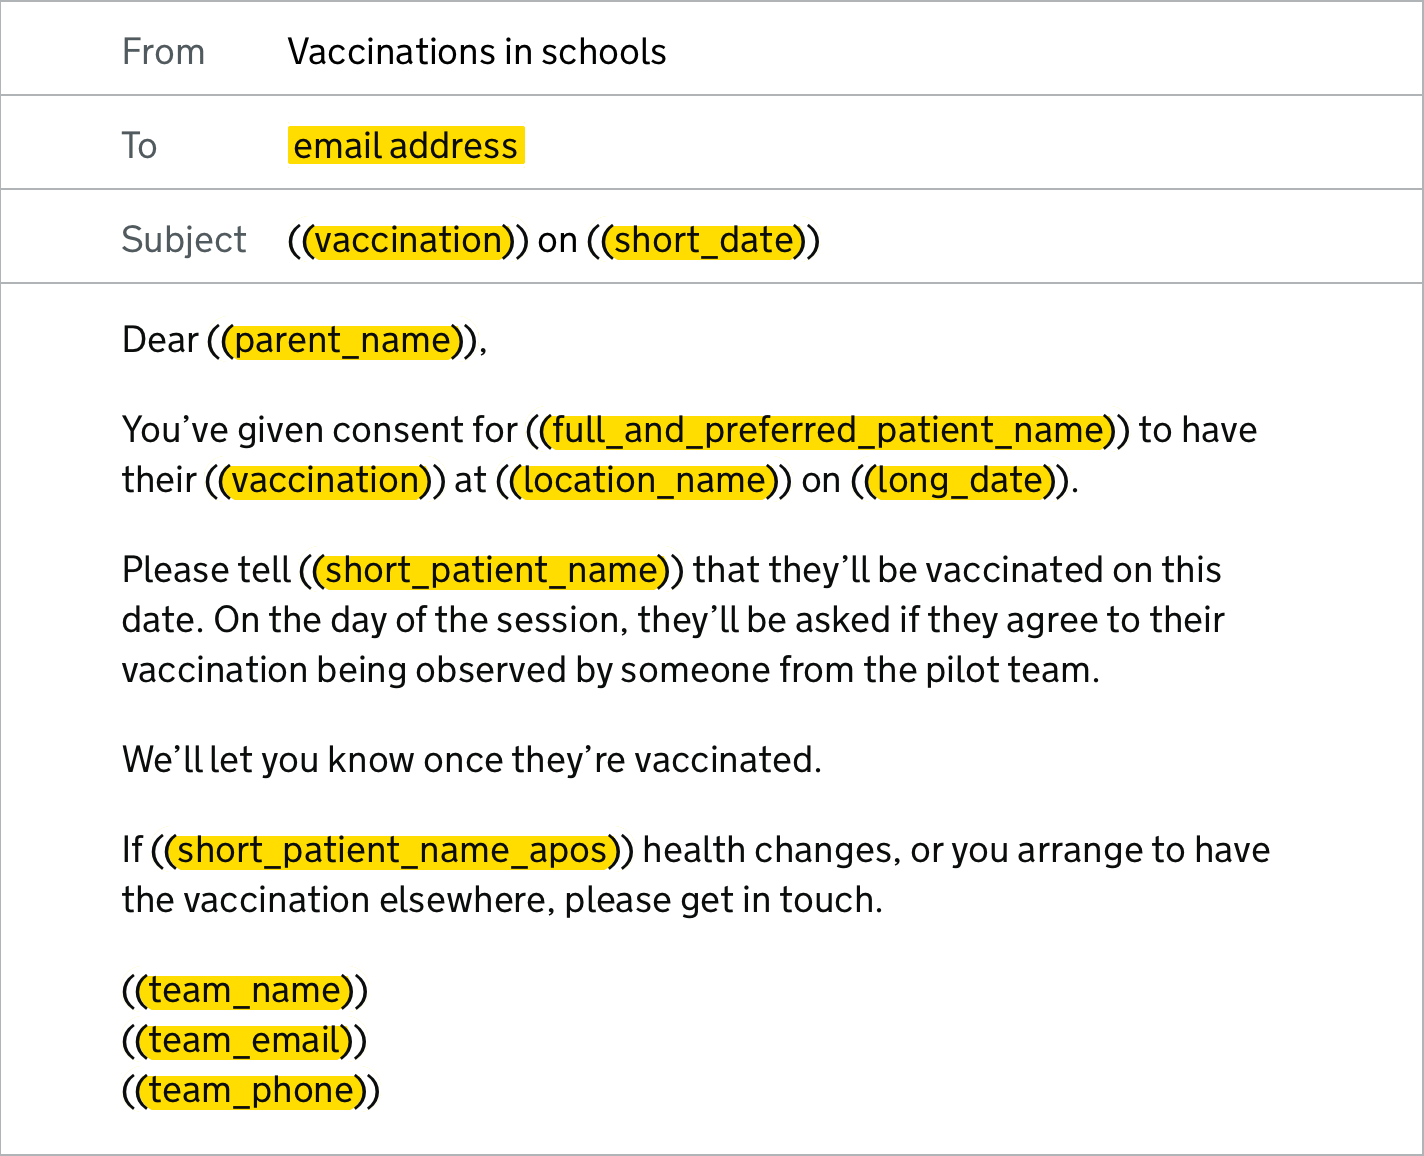 From Vaccinations in schools
To email address
Subject ((vaccination)) on ((short_date))
Dear ((parent_name)),
You’ve given consent for ((full_and_preferred_patient_name)) to have
their ((vaccination)) at ((location_name)) on ((long_date)).
Please tell ((short_patient_name)) that they’ll be vaccinated on this
date. On the day of the session, they’ll be asked if they agree to their
vaccination being observed by someone from the pilot team.
We’ll let you know once they’re vaccinated.
If ((short_patient_name_apos)) health changes, or you arrange to have
the vaccination elsewhere, please get in touch.
((team_name))
((team_email))
((team_phone))